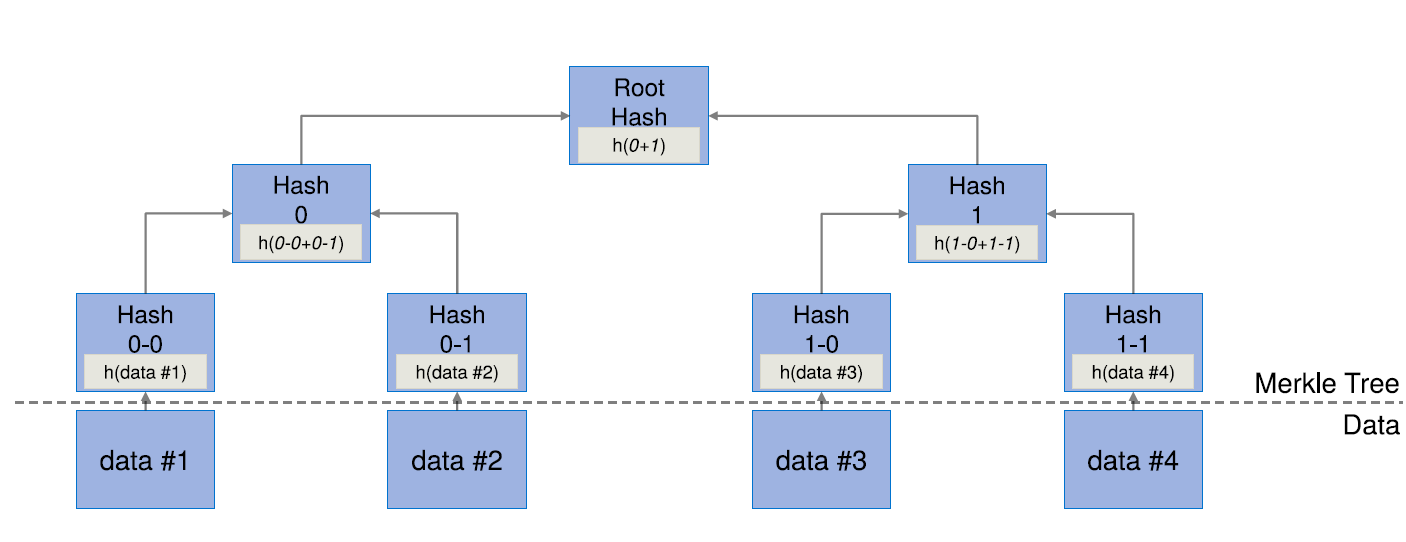 Root
Hash
h(0+1)
Hash
0
h(0-0+0-1)
Hash
1
h(1-0+1-1)
Hash
0-0
h(data #1)
Hash
0-1
h(data #2)
Hash
1-0
h(data #3)
Hash
1-1
h(data #4)
Merkle Tree
Data
data #1
data #2
data #3
data #4